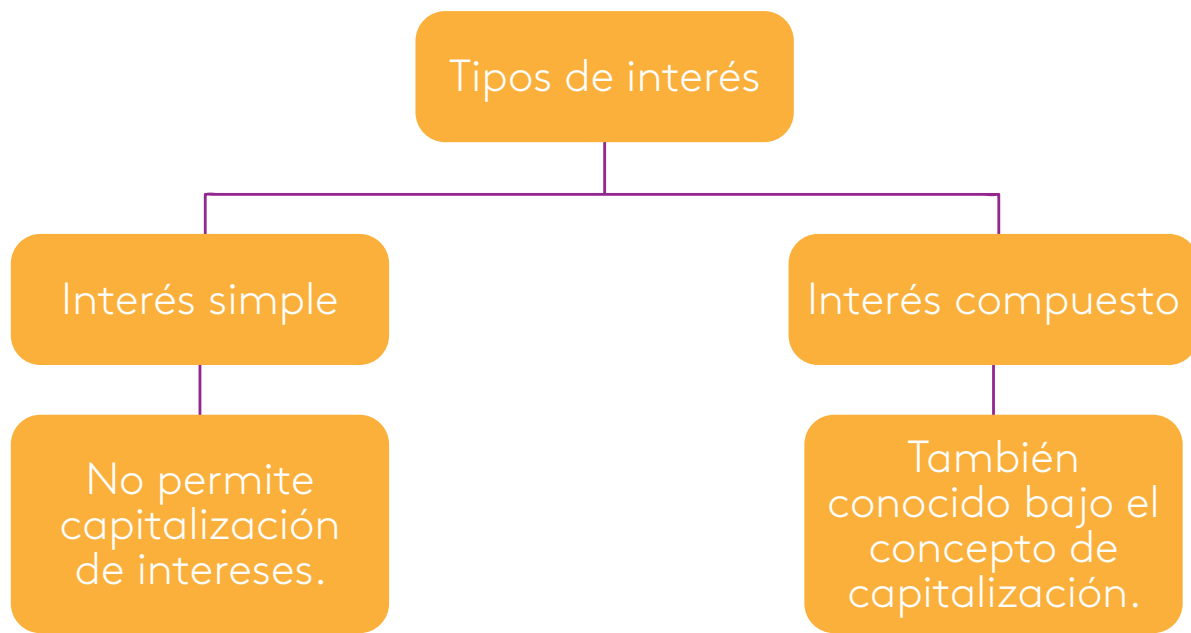 Tipos de interés
Interés simple
Interés compuesto
No permite
capitalización
de intereses.
También
conocido bajo el
concepto de
capitalización.